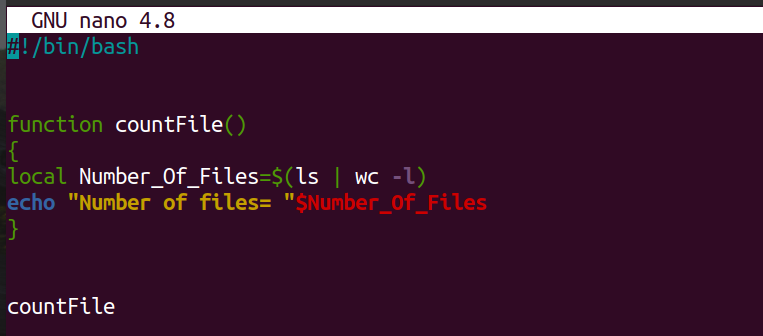 GNU nano 4.8
#!/bin/bash
function countFile()
{
local Number_Of_Files=$(ls | wc -l)
echo "Number of files= "$Number_Of_Files
}
countFile